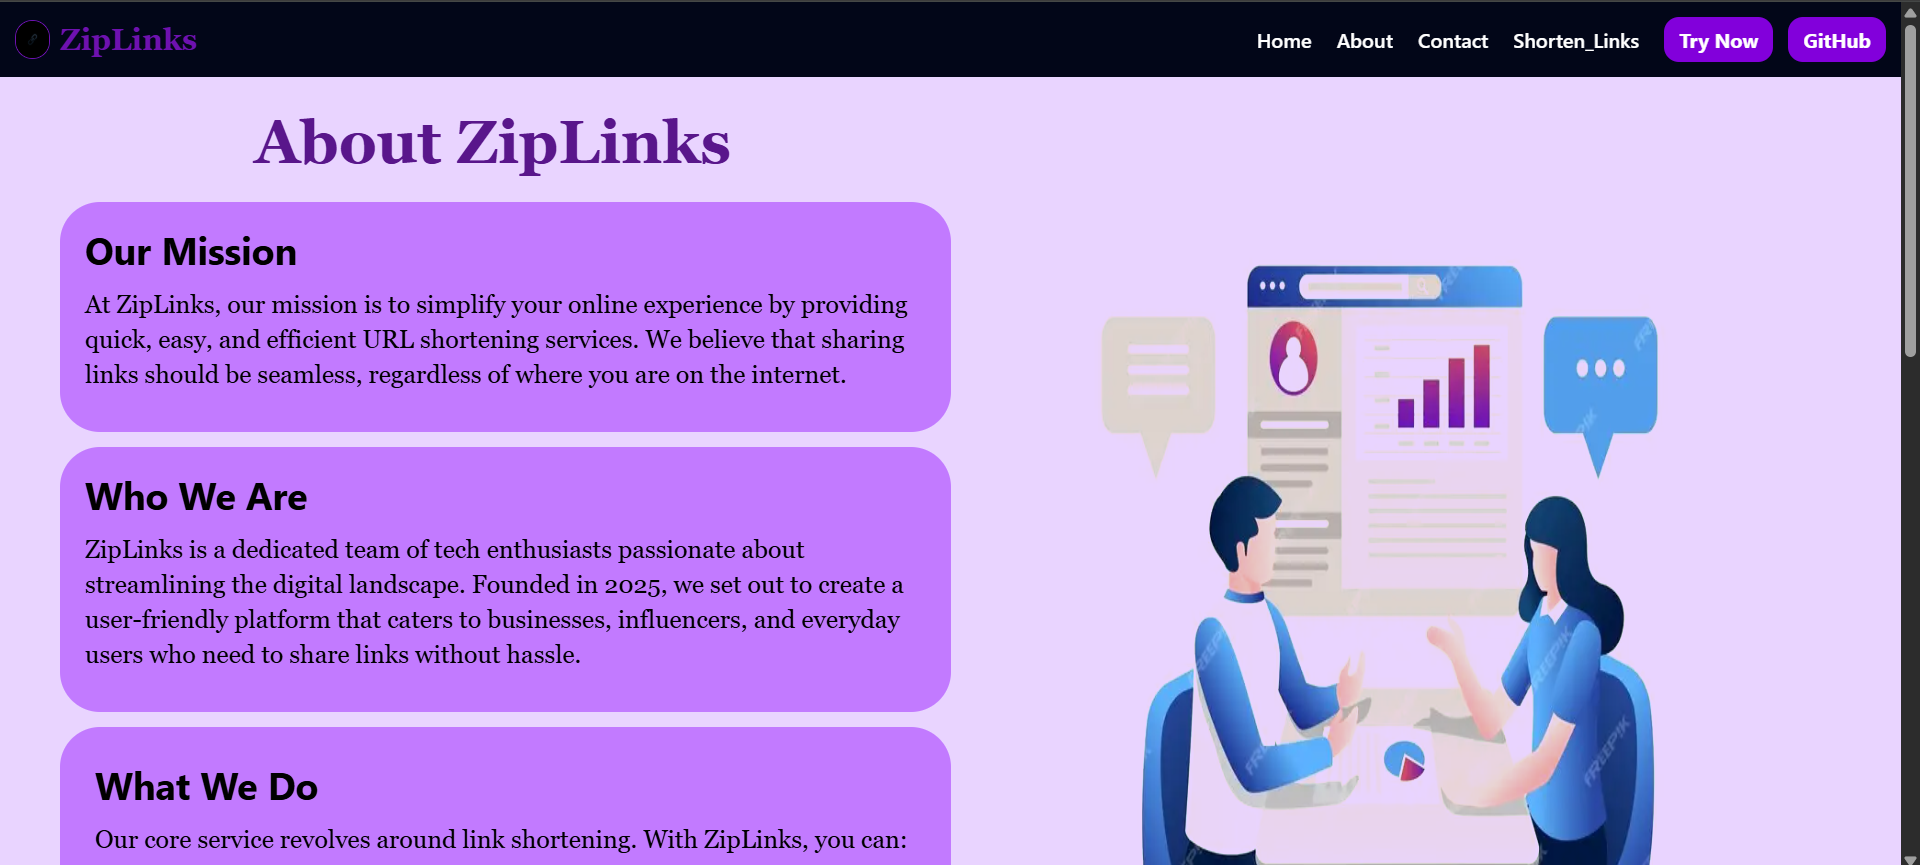 ZipLinks
Home About Contact Shorten_Links Try Now GitHub
About ZipLinks
Our Mission
At ZipLinks, our mission is to simplify your online experience by providing
quick, easy, and efficient URL shortening services. We believe that sharing
links should be seamless, regardless of where you are on the internet.
Who We Are
ZipLinks is a dedicated team of tech enthusiasts passionate about
streamlining the digital landscape. Founded in 2025, we set out to create a
user-friendly platform that caters to businesses, influencers, and everyday
users who need to share links without hassle.
What We Do
Our core service revolves around link shortening. With ZipLinks, you can:
FREEPIK
FREEPIK
FREEPIK